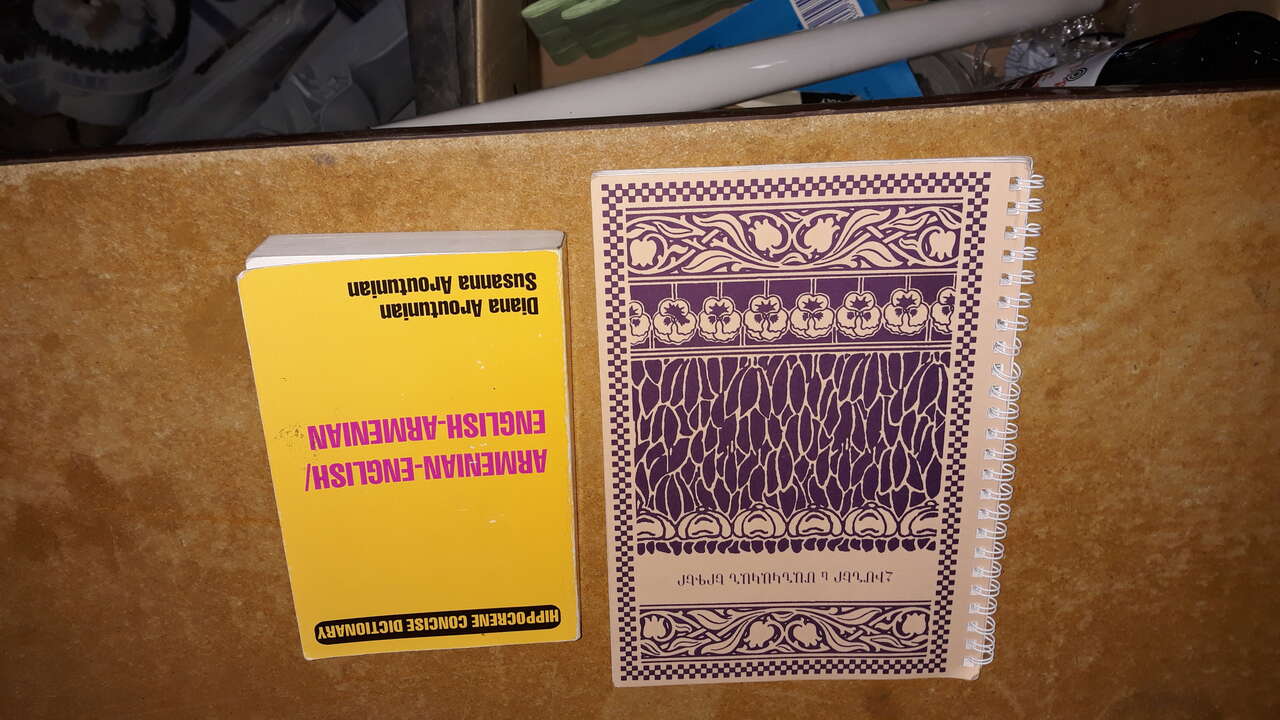 HIPPOCRENE CONCISE DICTIONARY
ARMENIAN-ENGLISH/
ENGLISH-ARMENIAN
Diana Aroutunian
Susanna Aroutunian